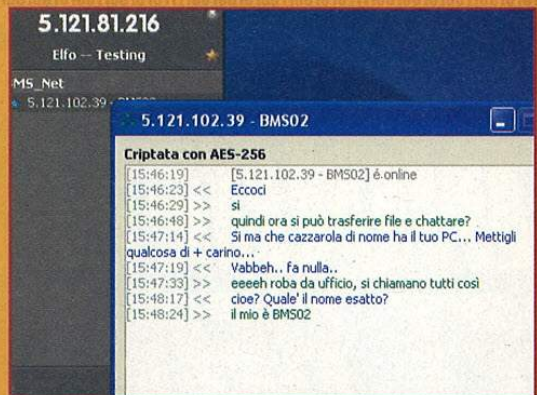 5.121.81.216
Elfo -- Testing
MS_Net
5.121.102.39 -
5.121.102.39 - BMS02
Criptata con AES-256
[15:46:19] [5.121.102.39 - BMS02] é online
[15:46:23] << Eccoci
[15:46:29] >> si
[15:46:48] >> quindi ora si può trasferire file e chattare?
[15:47:14] << Si ma che cazzarola di nome ha il tuo PC... Mettigli
qualcosa di + carino...
[15:47:19] << Vabbeh.. fa nulla..
[15:47:33] >> eeeeh roba da ufficio, si chiamano tutti così
[15:48:17] << cioe? Quale' il nome esatto?
[15:48:24] >> il mio è BMS02